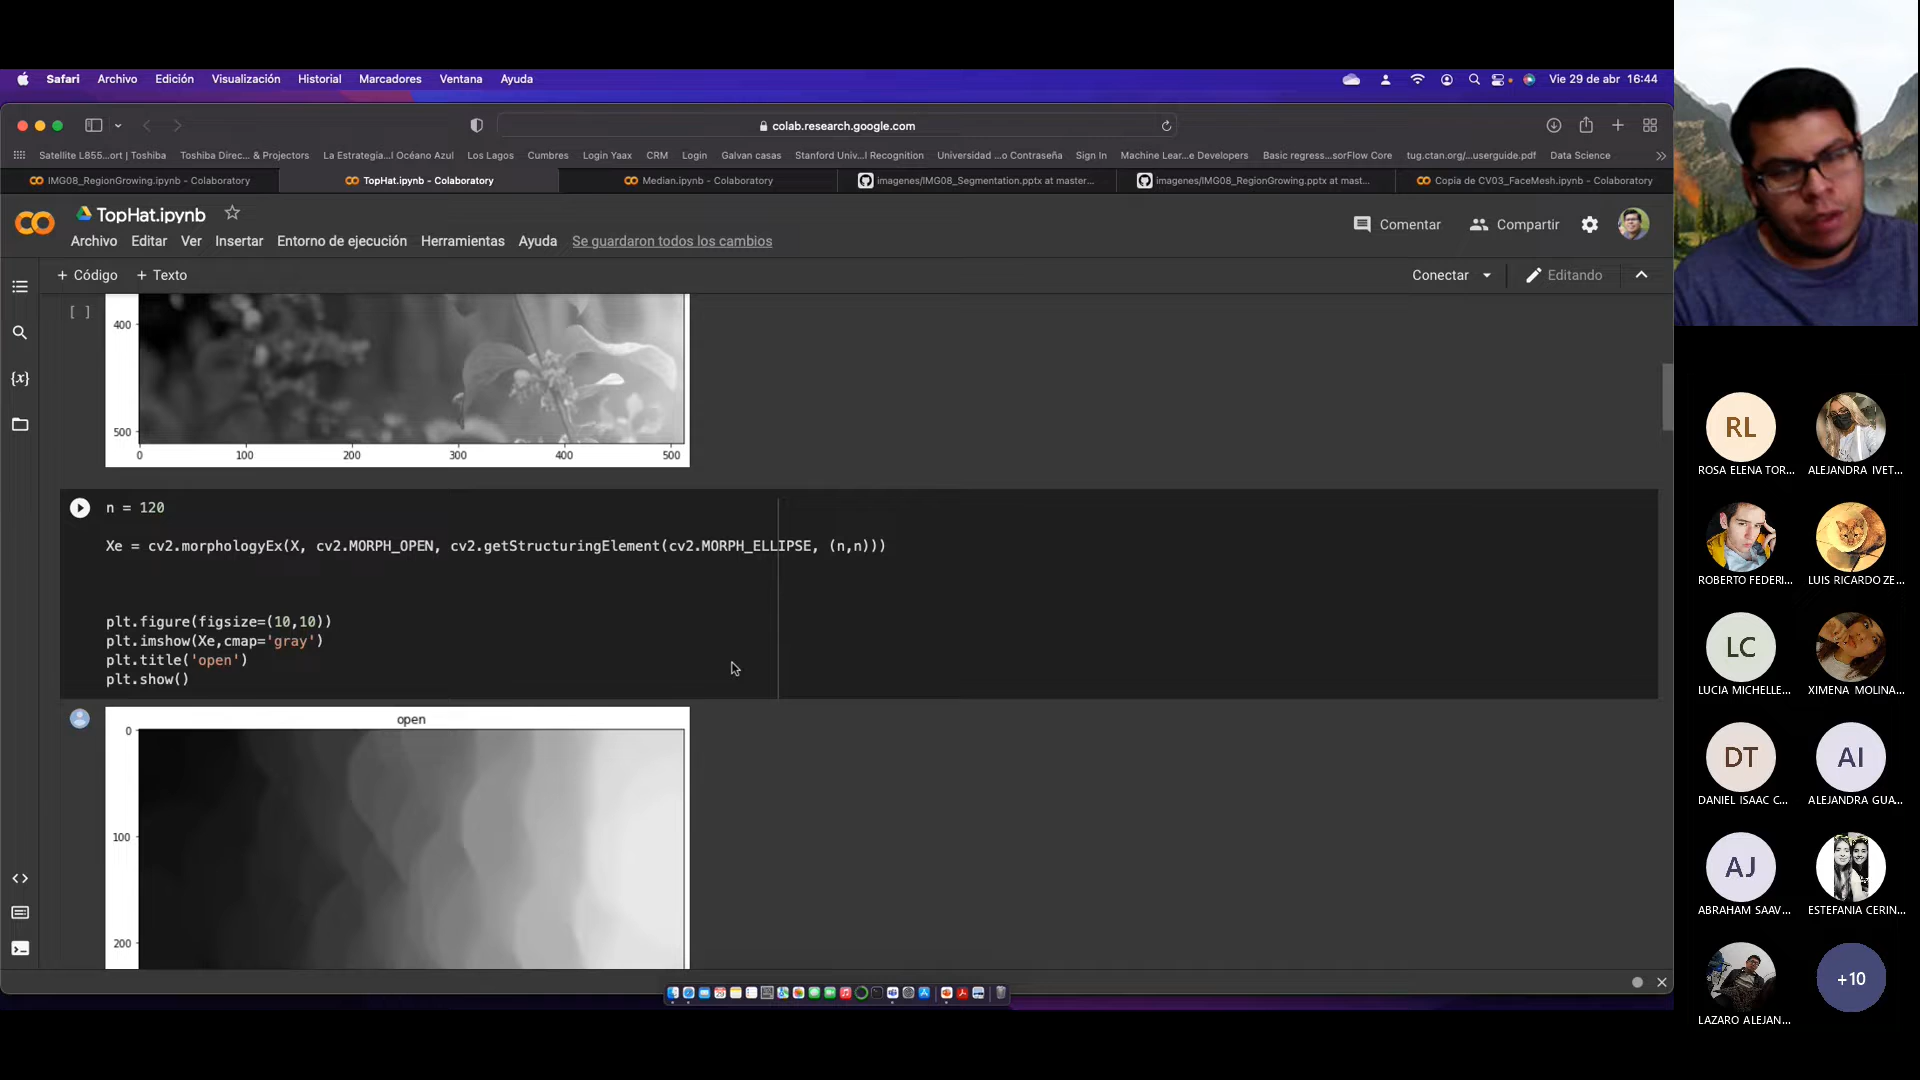 Safari Archivo Edición Visualización Historial Marcadores Ventana Ayuda
Vie 29 de abr 16:44
colab.research.google.com
Satellite L855...ort | Toshiba Toshiba Direc... & Projectors La Estrategia...l Océano Azul Los Lagos Cumbres Login Yaax CRM Login Galvan casas Stanford Univ...l Recognition Universidad ...o Contraseña Sign In Machine Lear...e Developers Basic regress...sorFlow Core tug.ctan.org/...userguide.pdf Data Science
IMG08_RegionGrowing.ipynb - Colaboratory TopHat.ipynb - Colaboratory Median.ipynb - Colaboratory imagenes/IMG08_Segmentation.pptx at master... imagenes/IMG08_RegionGrowing.pptx at mast... Copia de CV03_FaceMesh.ipynb - Colaboratory
TopHat.ipynb
Archivo Editar Ver Insertar Entorno de ejecución Herramientas Ayuda Se guardaron todos los cambios
Comentar Compartir
+ Código + Texto
Conectar Editando
[ ]
{x}
400
500
0 100 200 300 400 500
n = 120
Xe = cv2.morphologyEx(X, cv2.MORPH_OPEN, cv2.getStructuringElement(cv2.MORPH_ELLIPSE, (n,n)))
plt.figure(figsize=(10,10))
plt.imshow(Xe,cmap='gray')
plt.title('open')
plt.show()
open
0
100
200
RL
ROSA ELENA TOR... ALEJANDRA IVET...
ROBERTO FEDERI... LUIS RICARDO ZE...
LC
LUCIA MICHELLE... XIMENA MOLINA...
DT AI
DANIEL ISAAC C... ALEJANDRA GUA...
AJ
ABRAHAM SAAV... ESTEFANIA CERIN...
+10
LAZARO ALEJAN...